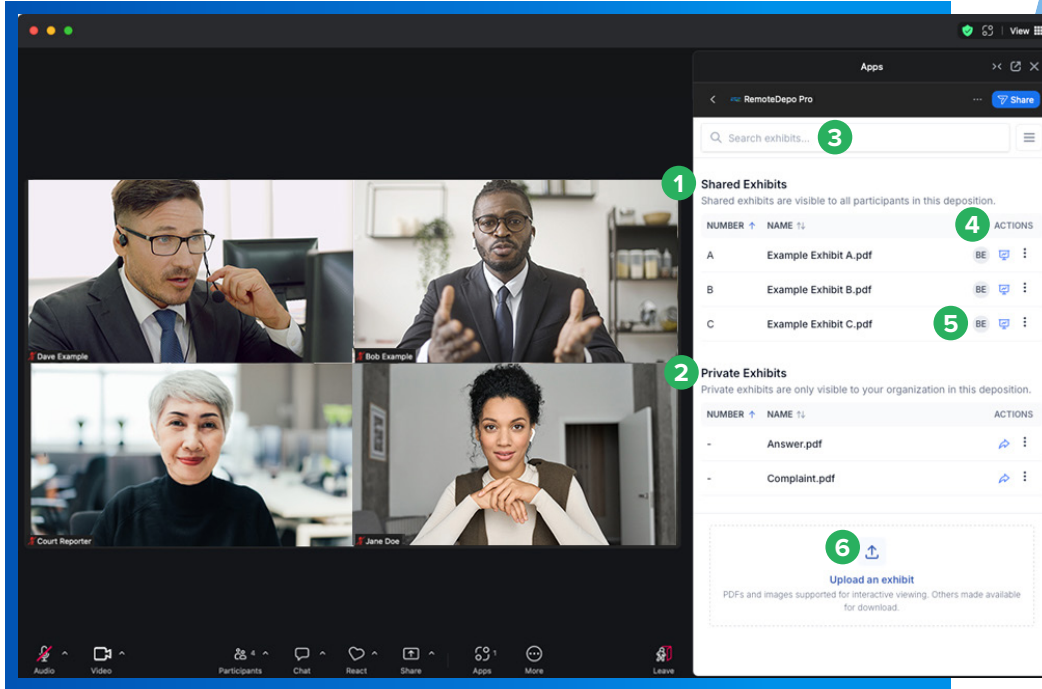 View
Apps
RemoteDepo Pro
Share
Search exhibits...
3
1
Shared Exhibits
Shared exhibits are visible to all participants in this deposition.
NUMBER NAME 4 ACTIONS
A Example Exhibit A.pdf BE
B Example Exhibit B.pdf BE
C Example Exhibit C.pdf 5 BE
2
Private Exhibits
Private exhibits are only visible to your organization in this deposition.
NUMBER NAME ACTIONS
- Answer.pdf
- Complaint.pdf
6
Upload an exhibit
PDFs and images supported for interactive viewing. Others made available
for download.
Dave Example
Bob Example
Court Reporter
Jane Doe
4 1
Audio Video Participants Chat React Share Apps More Leave